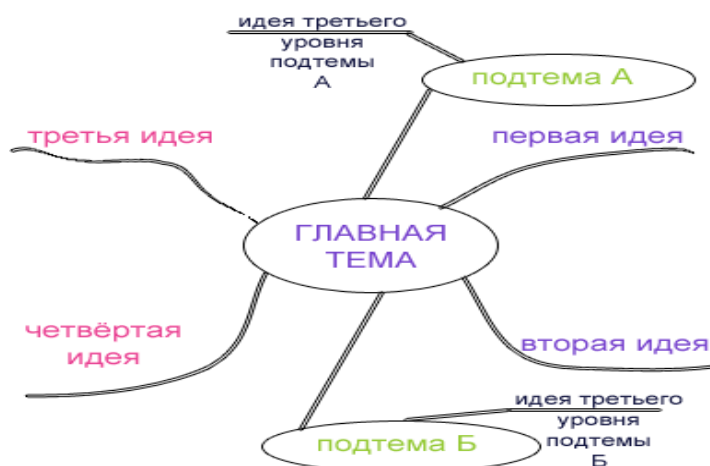 идея третьего
уровня
подтемы
А
подтема А
третья идея
первая идея
ГЛАВНАЯ
ТЕМА
четвёртая
идея
вторая идея
идея третьего
уровня
подтемы
Б
подтема Б